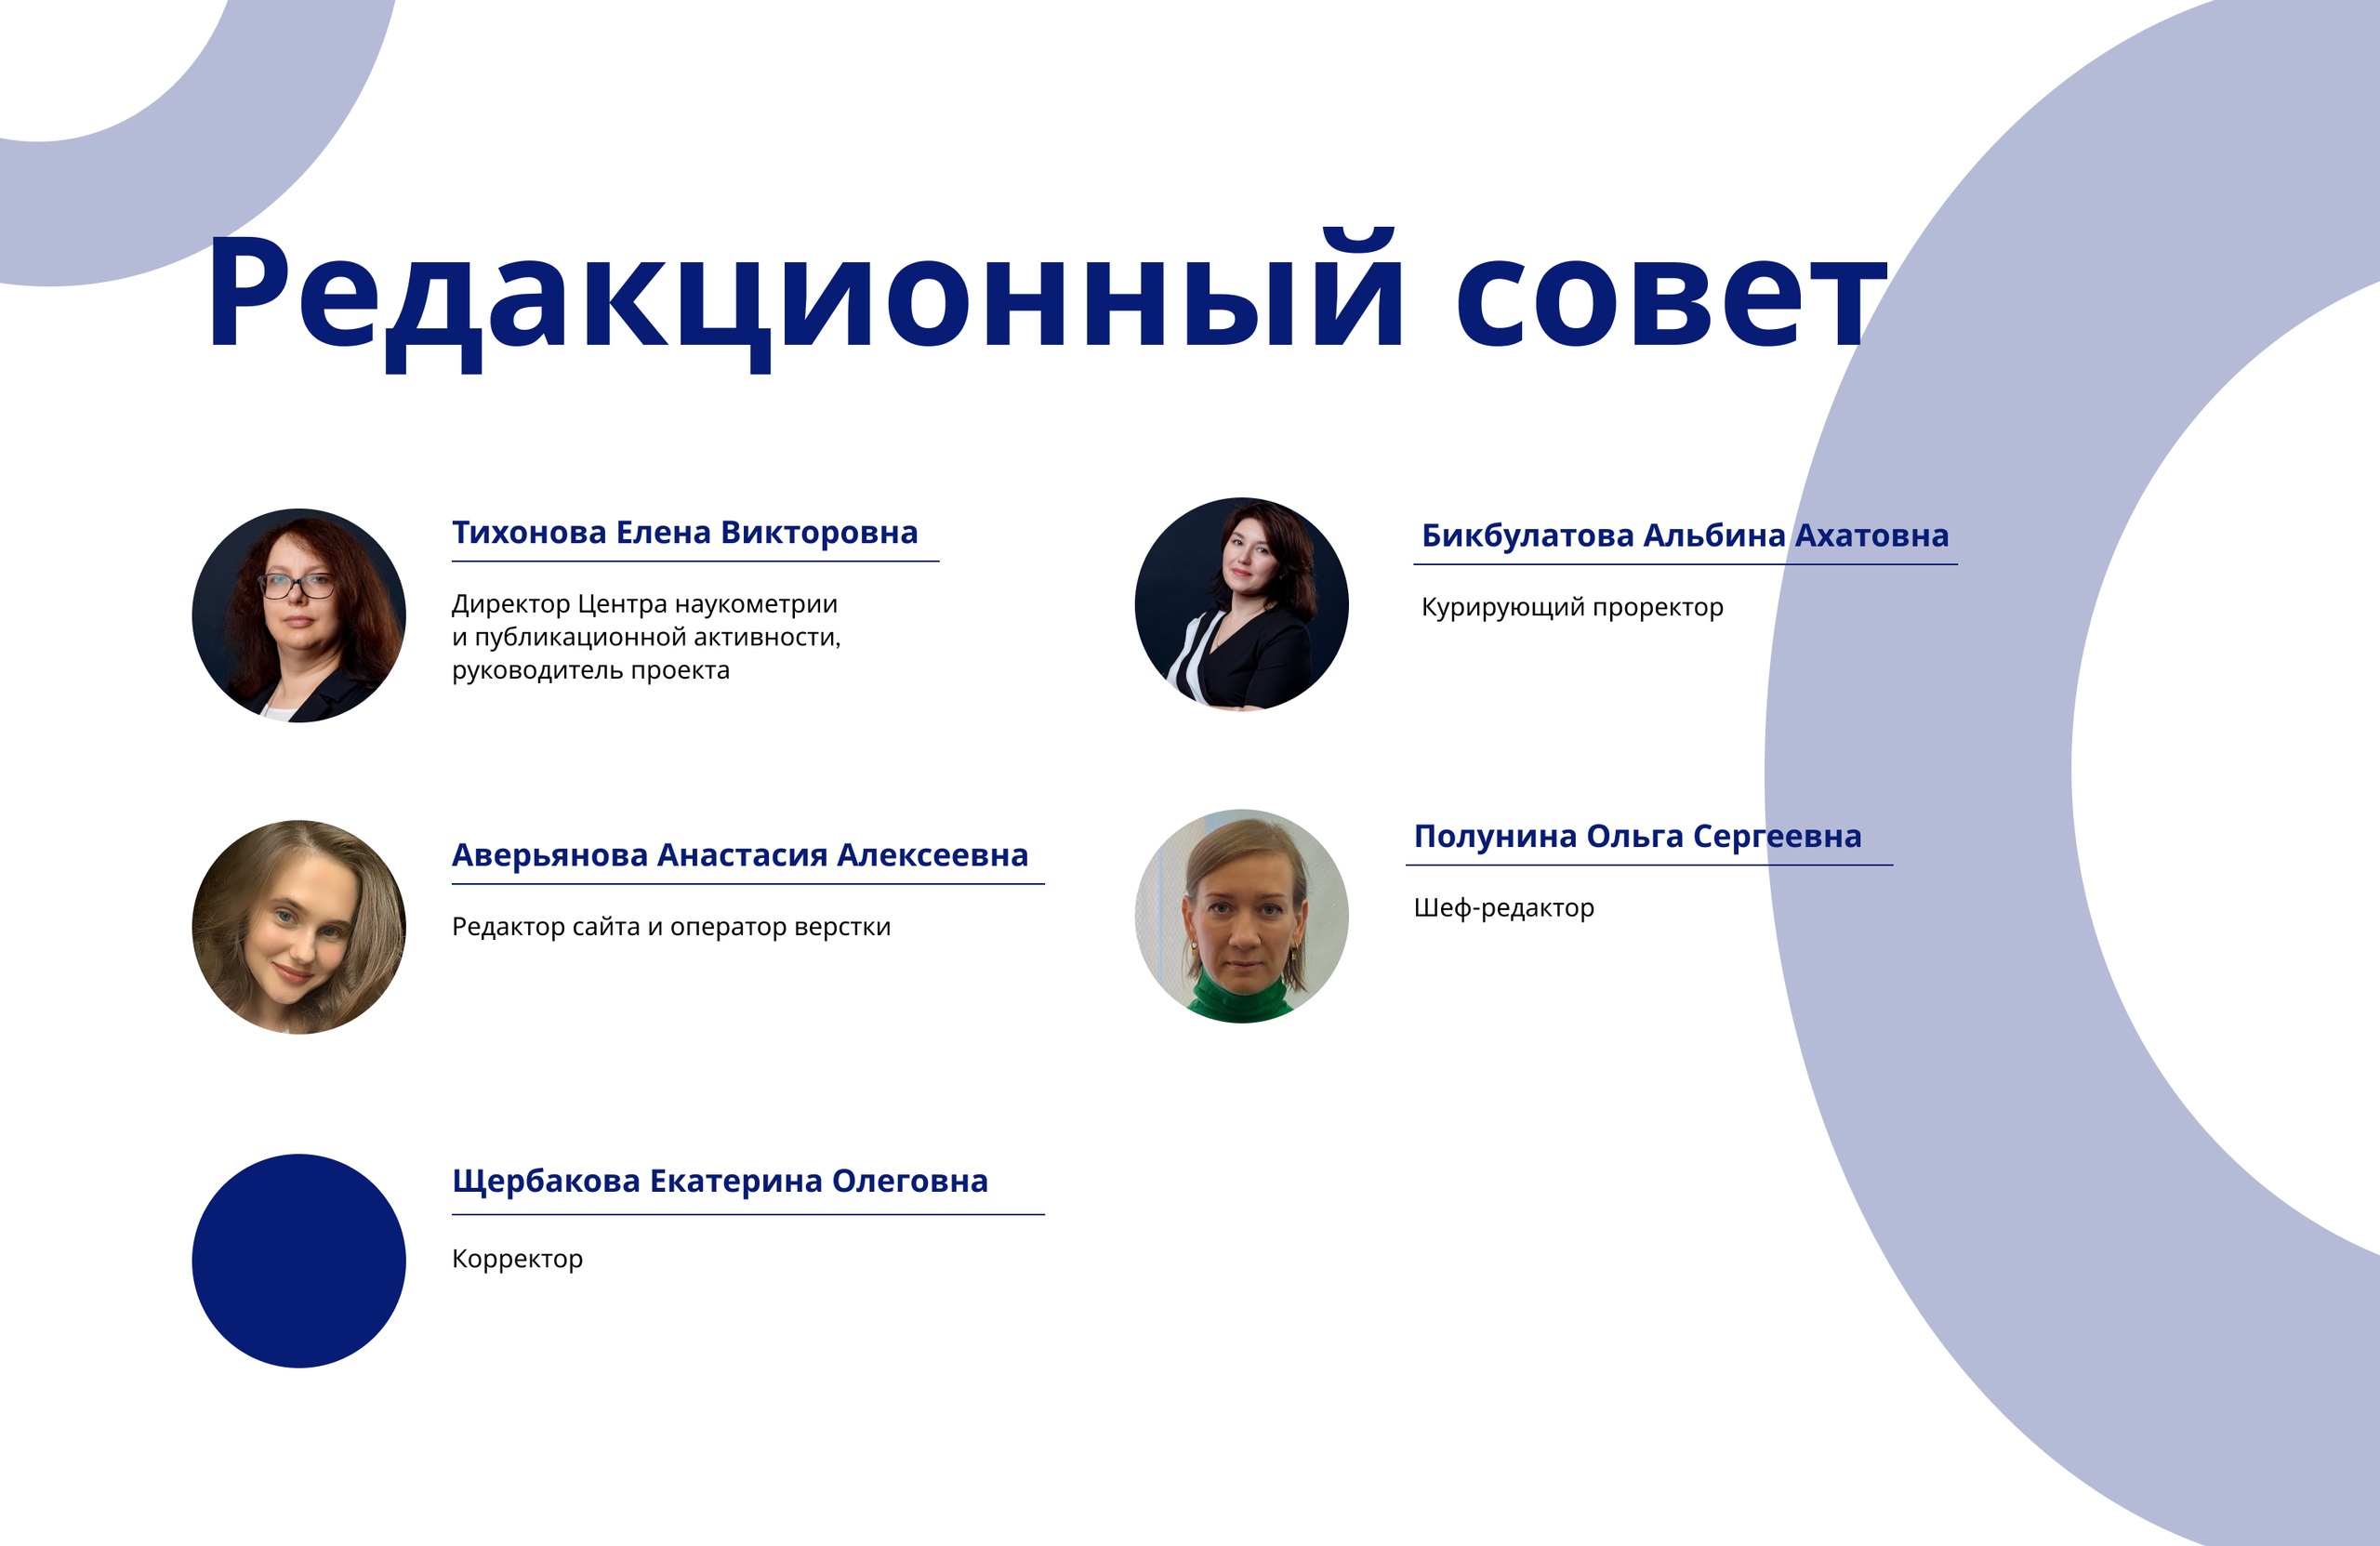 Редакционный совет
Тихонова Елена Викторовна
Директор Центра наукометрии
и публикационной активности,
руководитель проекта
Бикбулатова Альбина Ахатовна
Курирующий проректор
Аверьянова Анастасия Алексеевна
Редактор сайта и оператор верстки
Полунина Ольга Сергеевна
Шеф-редактор
Щербакова Екатерина Олеговна
Корректор